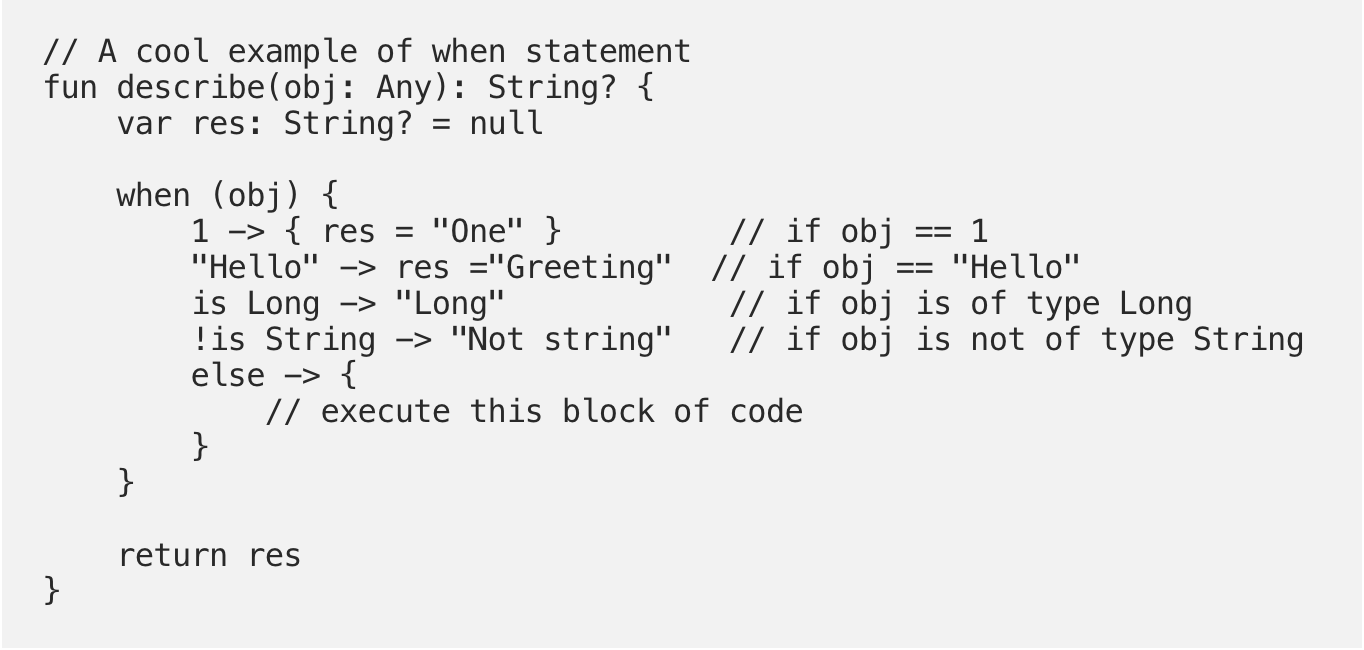 // A cool example of when statement
fun describe(obj: Any): String? {
    var res: String? = null

    when (obj) {
        1 –> { res = "One" }         // if obj == 1
        "Hello" –> res ="Greeting"  // if obj == "Hello"
        is Long –> "Long"            // if obj is of type Long
        !is String –> "Not string"   // if obj is not of type String
        else –> {
            // execute this block of code
        }
    }

    return res
}